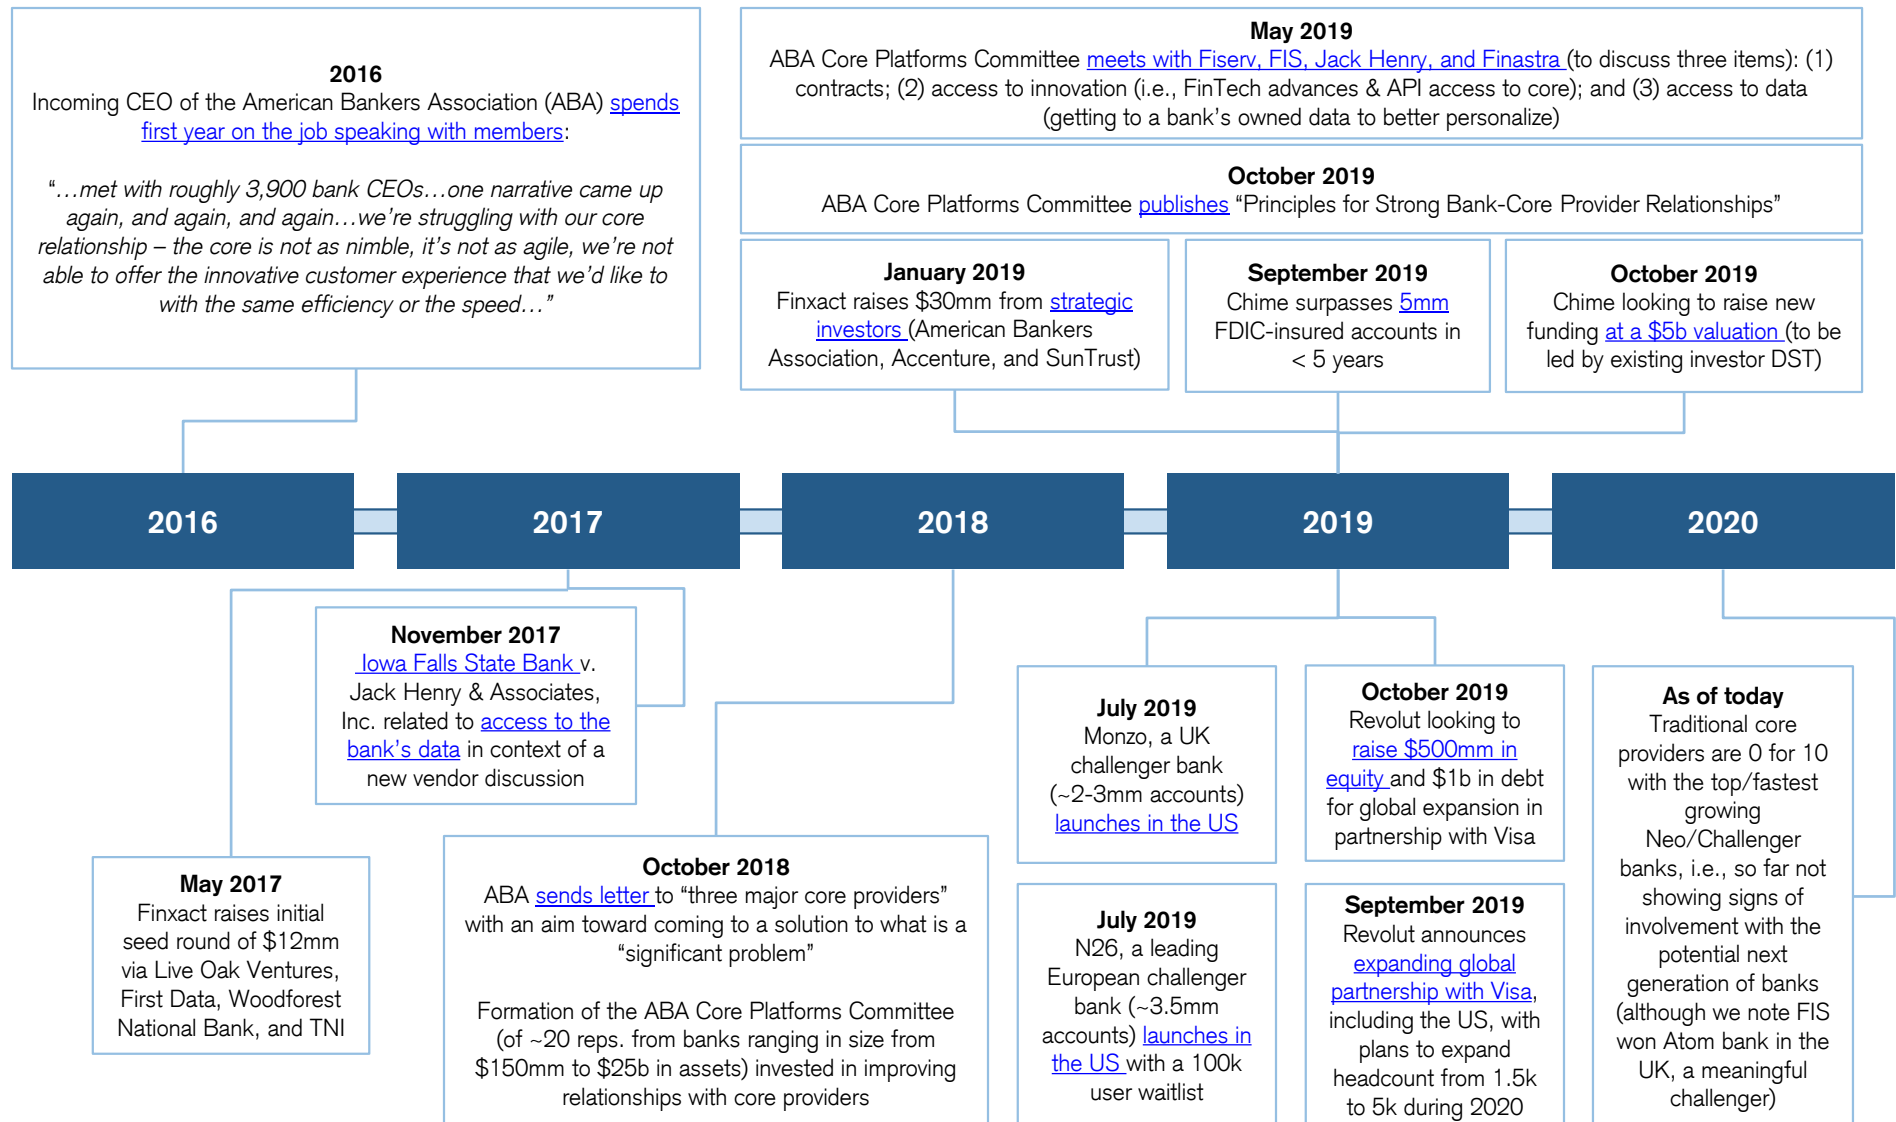 2016
Incoming CEO of the American Bankers Association (ABA) spends
first year on the job speaking with members:
“…met with roughly 3,900 bank CEOs…one narrative came up
again, and again, and again…we’re struggling with our core
relationship – the core is not as nimble, it’s not as agile, we’re not
able to offer the innovative customer experience that we’d like to
with the same efficiency or the speed…”
May 2019
ABA Core Platforms Committee meets with Fiserv, FIS, Jack Henry, and Finastra (to discuss three items): (1)
contracts; (2) access to innovation (i.e., FinTech advances & API access to core); and (3) access to data
(getting to a bank’s owned data to better personalize)
October 2019
ABA Core Platforms Committee publishes “Principles for Strong Bank-Core Provider Relationships”
January 2019
Finxact raises $30mm from strategic
investors (American Bankers
Association, Accenture, and SunTrust)
September 2019
Chime surpasses 5mm
FDIC-insured accounts in
< 5 years
October 2019
Chime looking to raise new
funding at a $5b valuation (to be
led by existing investor DST)
2016
2017
2018
2019
2020
November 2017
Iowa Falls State Bank v.
Jack Henry & Associates,
Inc. related to access to the
bank’s data in context of a
new vendor discussion
May 2017
Finxact raises initial
seed round of $12mm
via Live Oak Ventures,
First Data, Woodforest
National Bank, and TNI
October 2018
ABA sends letter to “three major core providers”
with an aim toward coming to a solution to what is a
“significant problem”
Formation of the ABA Core Platforms Committee
(of ~20 reps. from banks ranging in size from
$150mm to $25b in assets) invested in improving
relationships with core providers
July 2019
Monzo, a UK
challenger bank
(~2-3mm accounts)
launches in the US
July 2019
N26, a leading
European challenger
bank (~3.5mm
accounts) launches in
the US with a 100k
user waitlist
October 2019
Revolut looking to
raise $500mm in
equity and $1b in debt
for global expansion in
partnership with Visa
September 2019
Revolut announces
expanding global
partnership with Visa,
including the US, with
plans to expand
headcount from 1.5k
to 5k during 2020
As of today
Traditional core
providers are 0 for 10
with the top/fastest
growing
Neo/Challenger
banks, i.e., so far not
showing signs of
involvement with the
potential next
generation of banks
(although we note FIS
won Atom bank in the
UK, a meaningful
challenger)